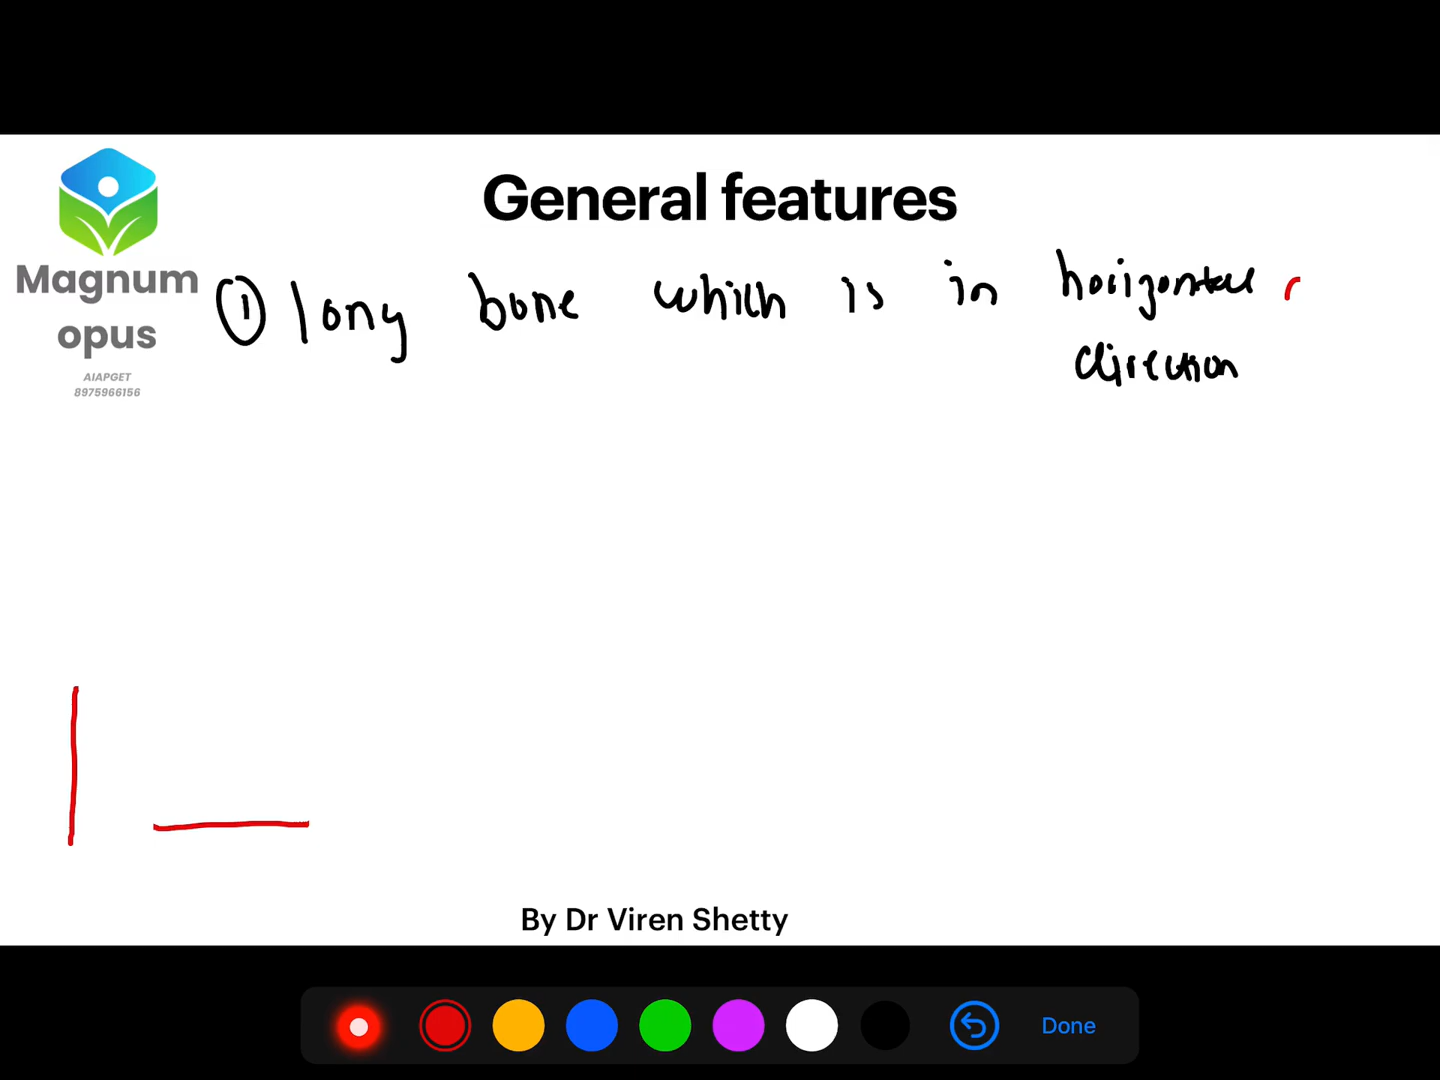 General features
Magnum
opus
AIAPGET
8975966156
① long bone which is in horizontal
direction
By Dr Viren Shetty
Done